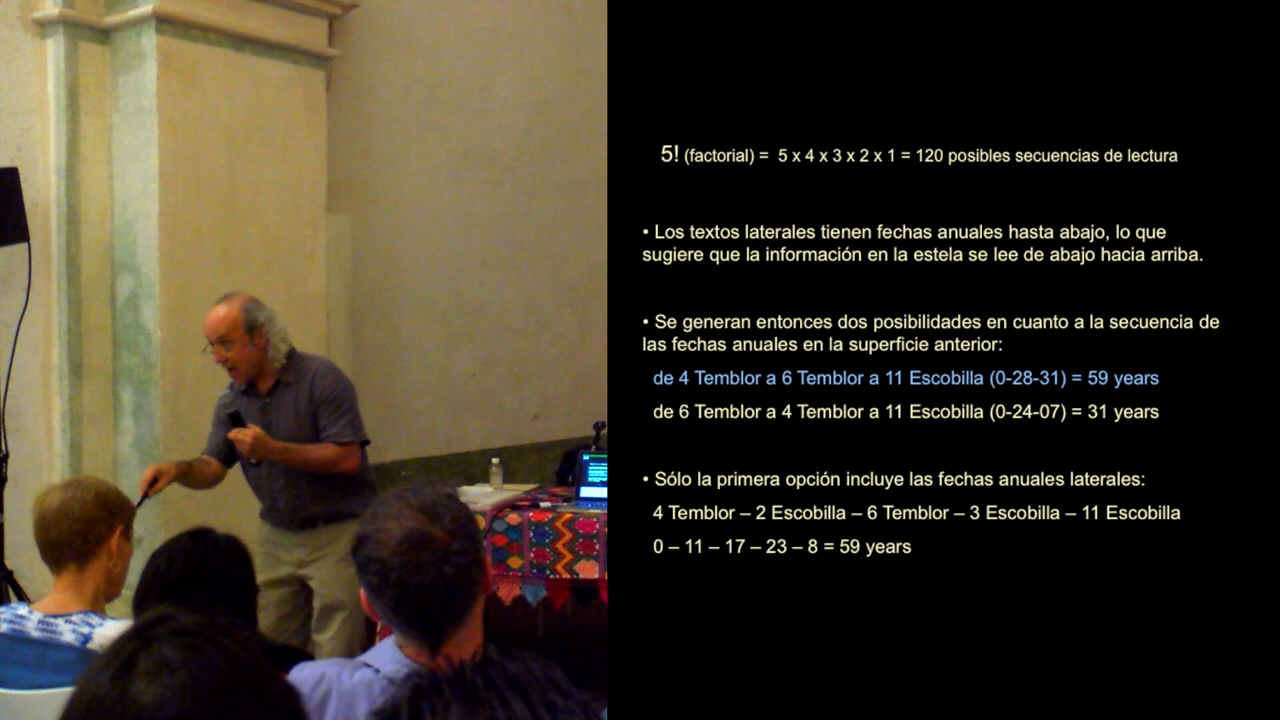 5! (factorial) = 5 x 4 x 3 x 2 x 1 = 120 posibles secuencias de lectura
• Los textos laterales tienen fechas anuales hasta abajo, lo que
sugiere que la información en la estela se lee de abajo hacia arriba.
• Se generan entonces dos posibilidades en cuanto a la secuencia de
las fechas anuales en la superficie anterior:
de 4 Temblor a 6 Temblor a 11 Escobilla (0-28-31) = 59 years
de 6 Temblor a 4 Temblor a 11 Escobilla (0-24-07) = 31 years
• Sólo la primera opción incluye las fechas anuales laterales:
4 Temblor – 2 Escobilla – 6 Temblor – 3 Escobilla – 11 Escobilla
0 – 11 – 17 – 23 – 8 = 59 years